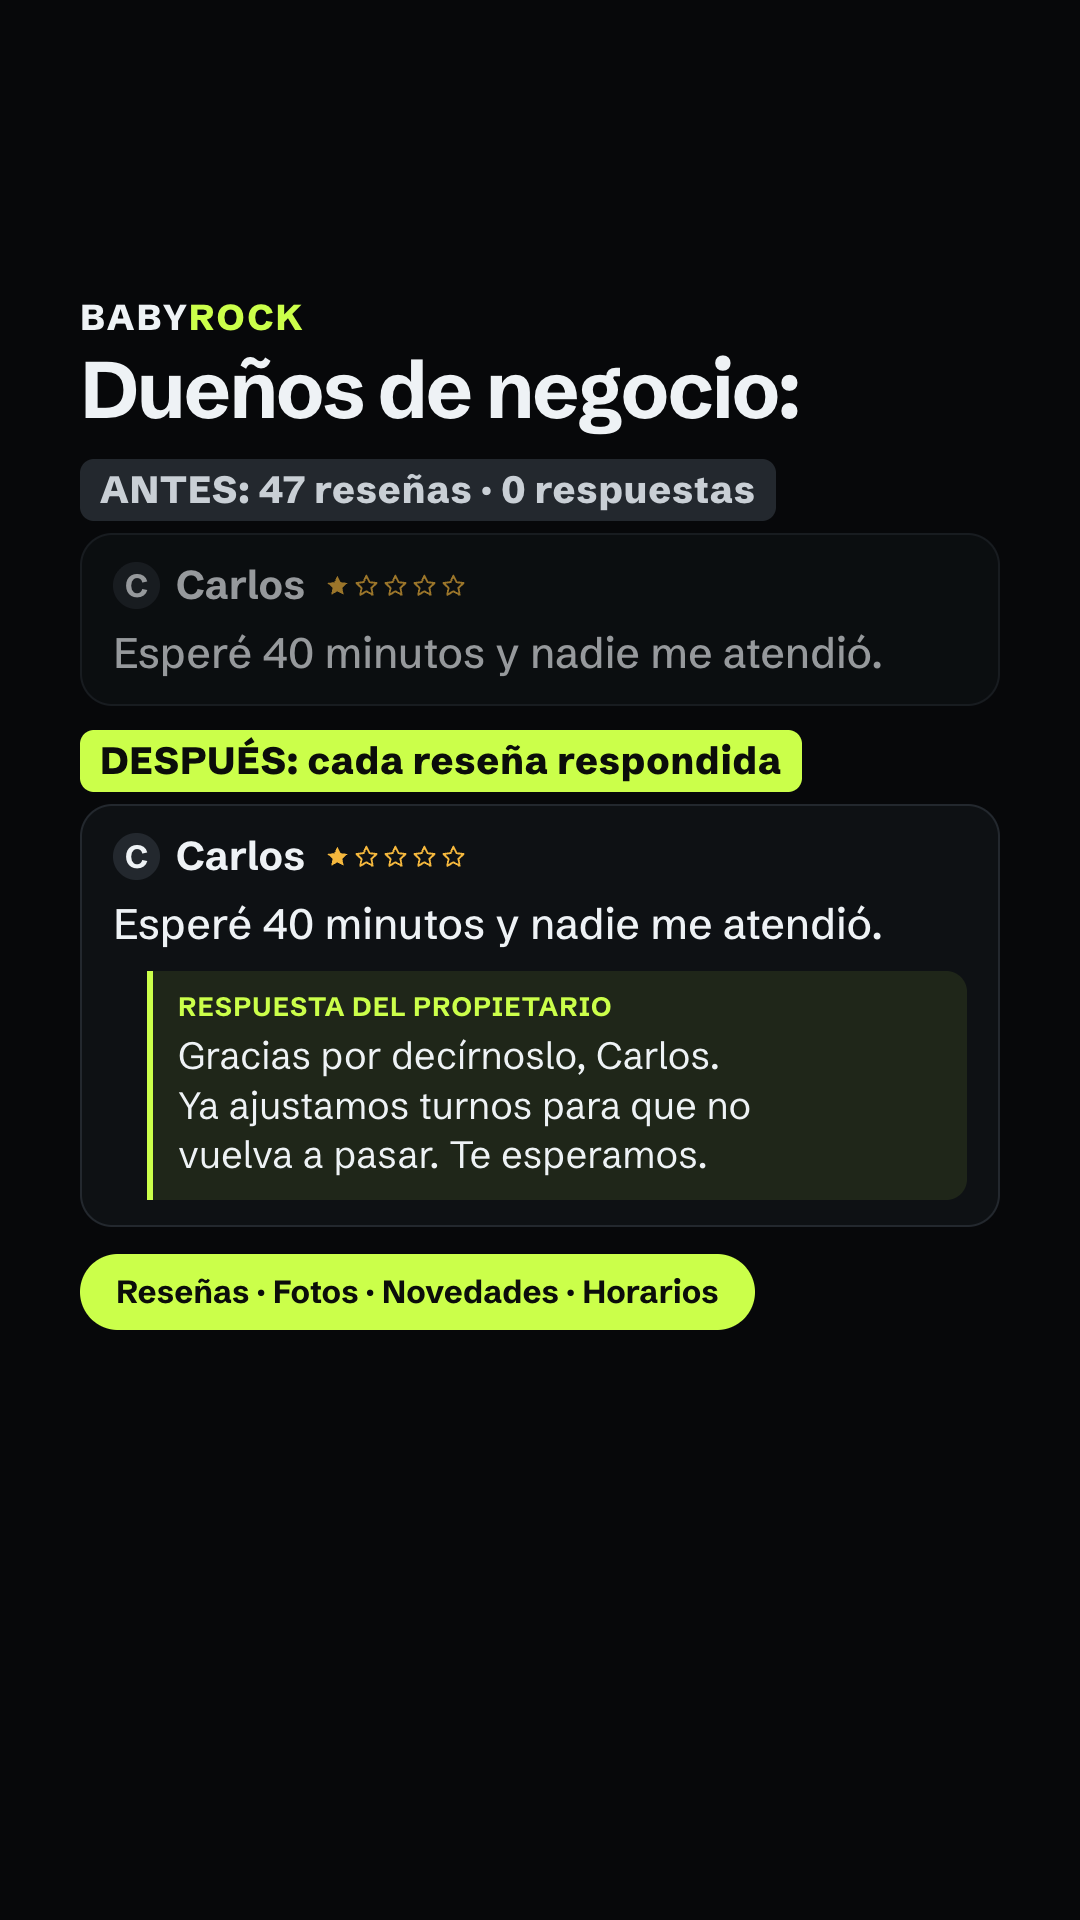 BABYROCK
Dueños de negocio:
ANTES: 47 reseñas · 0 respuestas
C Carlos ★☆☆☆☆
Esperé 40 minutos y nadie me atendió.
DESPUÉS: cada reseña respondida
C Carlos ★☆☆☆☆
Esperé 40 minutos y nadie me atendió.
RESPUESTA DEL PROPIETARIO
Gracias por decírnoslo, Carlos.
Ya ajustamos turnos para que no
vuelva a pasar. Te esperamos.
Reseñas · Fotos · Novedades · Horarios